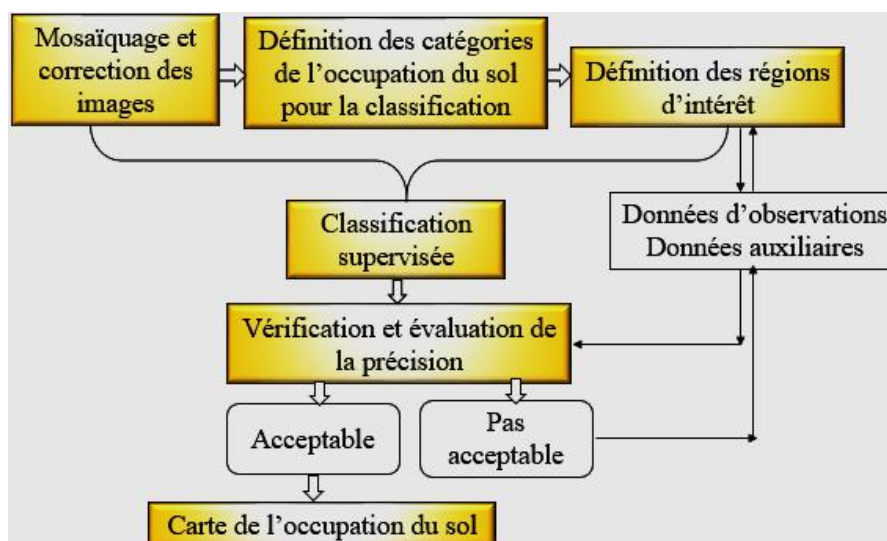 Mosaïquage et
correction des
images
Définition des catégories
de l’occupation du sol
pour la classification
Définition des régions
d’intérêt
Données d’observations
Données auxiliaires
Classification
supervisée
Vérification et évaluation de
la précision
Acceptable
Pas
acceptable
Carte de l’occupation du sol